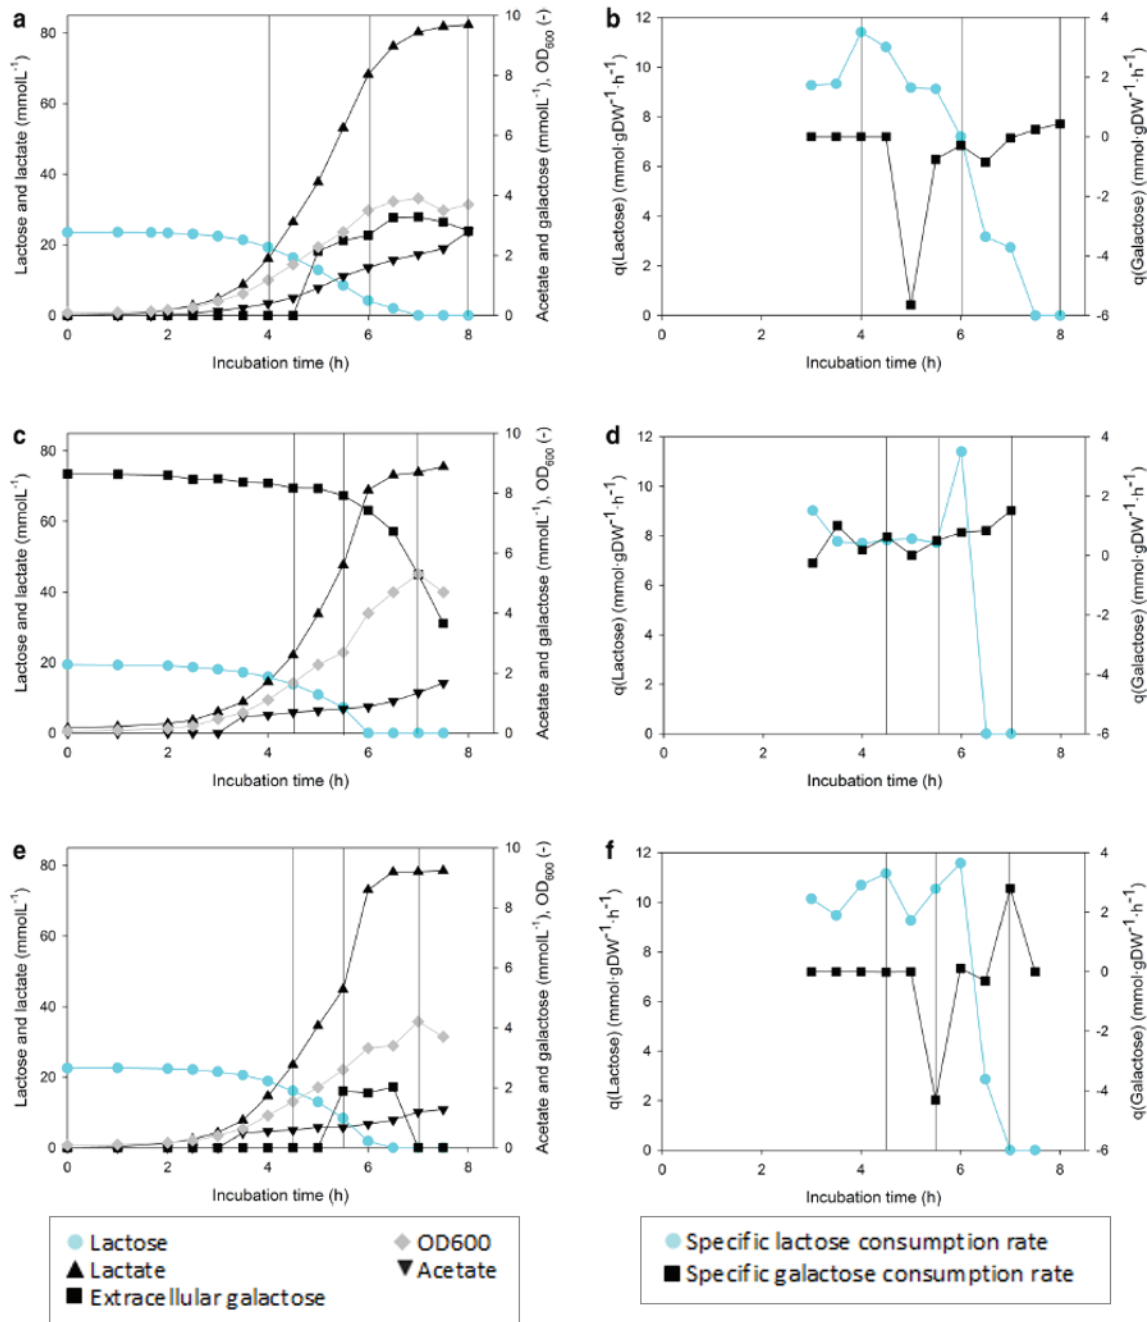 a
Lactose and lactate (mmolL⁻¹)
80
60
40
20
0
0 2 4 6 8
Incubation time (h)
10
8
6
4
2
0
Acetate and galactose (mmolL⁻¹), OD₆₀₀ (-)
b
q(Lactose) (mmol·gDW⁻¹·h⁻¹)
12
10
8
6
4
2
0
0 2 4 6 8
Incubation time (h)
4
2
0
-2
-4
-6
q(Galactose) (mmol·gDW⁻¹·h⁻¹)
c
Lactose and lactate (mmolL⁻¹)
80
60
40
20
0
0 2 4 6 8
Incubation time (h)
10
8
6
4
2
0
Acetate and galactose (mmolL⁻¹), OD₆₀₀ (-)
d
q(Lactose) (mmol·gDW⁻¹·h⁻¹)
12
10
8
6
4
2
0
0 2 4 6 8
Incubation time (h)
4
2
0
-2
-4
-6
q(Galactose) (mmol·gDW⁻¹·h⁻¹)
e
Lactose and lactate (mmolL⁻¹)
80
60
40
20
0
0 2 4 6 8
Incubation time (h)
10
8
6
4
2
0
Acetate and galactose (mmolL⁻¹), OD₆₀₀ (-)
f
q(Lactose) (mmol·gDW⁻¹·h⁻¹)
12
10
8
6
4
2
0
0 2 4 6 8
Incubation time (h)
4
2
0
-2
-4
-6
q(Galactose) (mmol·gDW⁻¹·h⁻¹)
Lactose
OD600
Lactate
Acetate
Extracellular galactose
Specific lactose consumption rate
Specific galactose consumption rate